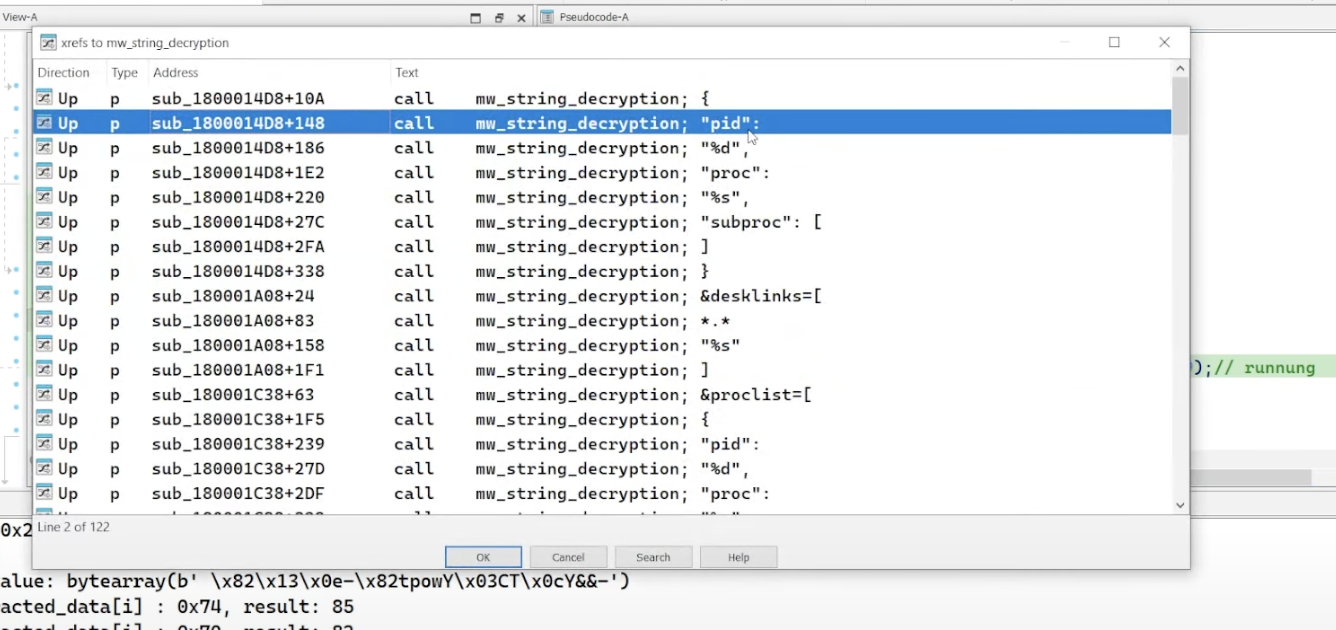 View-A
Pseudocode-A
xrefs to mw_string_decryption
Direction Type Address Text
Up p sub_1800014D8+10A call mw_string_decryption; {
Up p sub_1800014D8+148 call mw_string_decryption; "pid":
Up p sub_1800014D8+186 call mw_string_decryption; "%d",
Up p sub_1800014D8+1E2 call mw_string_decryption; "proc":
Up p sub_1800014D8+220 call mw_string_decryption; "%s",
Up p sub_1800014D8+27C call mw_string_decryption; "subproc": [
Up p sub_1800014D8+2FA call mw_string_decryption; ]
Up p sub_1800014D8+338 call mw_string_decryption; }
Up p sub_180001A08+24 call mw_string_decryption; &desklinks=[
Up p sub_180001A08+83 call mw_string_decryption; *.*
Up p sub_180001A08+158 call mw_string_decryption; "%s"
Up p sub_180001A08+1F1 call mw_string_decryption; ]
Up p sub_180001C38+63 call mw_string_decryption; &proclist=[
Up p sub_180001C38+1F5 call mw_string_decryption; {
Up p sub_180001C38+239 call mw_string_decryption; "pid":
Up p sub_180001C38+27D call mw_string_decryption; "%d",
Up p sub_180001C38+2DF call mw_string_decryption; "proc":
);// runnung
Line 2 of 122
0x2
OK Cancel Search Help
alue: bytearray(b' \x82\x13\x0e-\x82tpowY\x03CT\x0cY&&-')
acted_data[i] : 0x74, result: 85